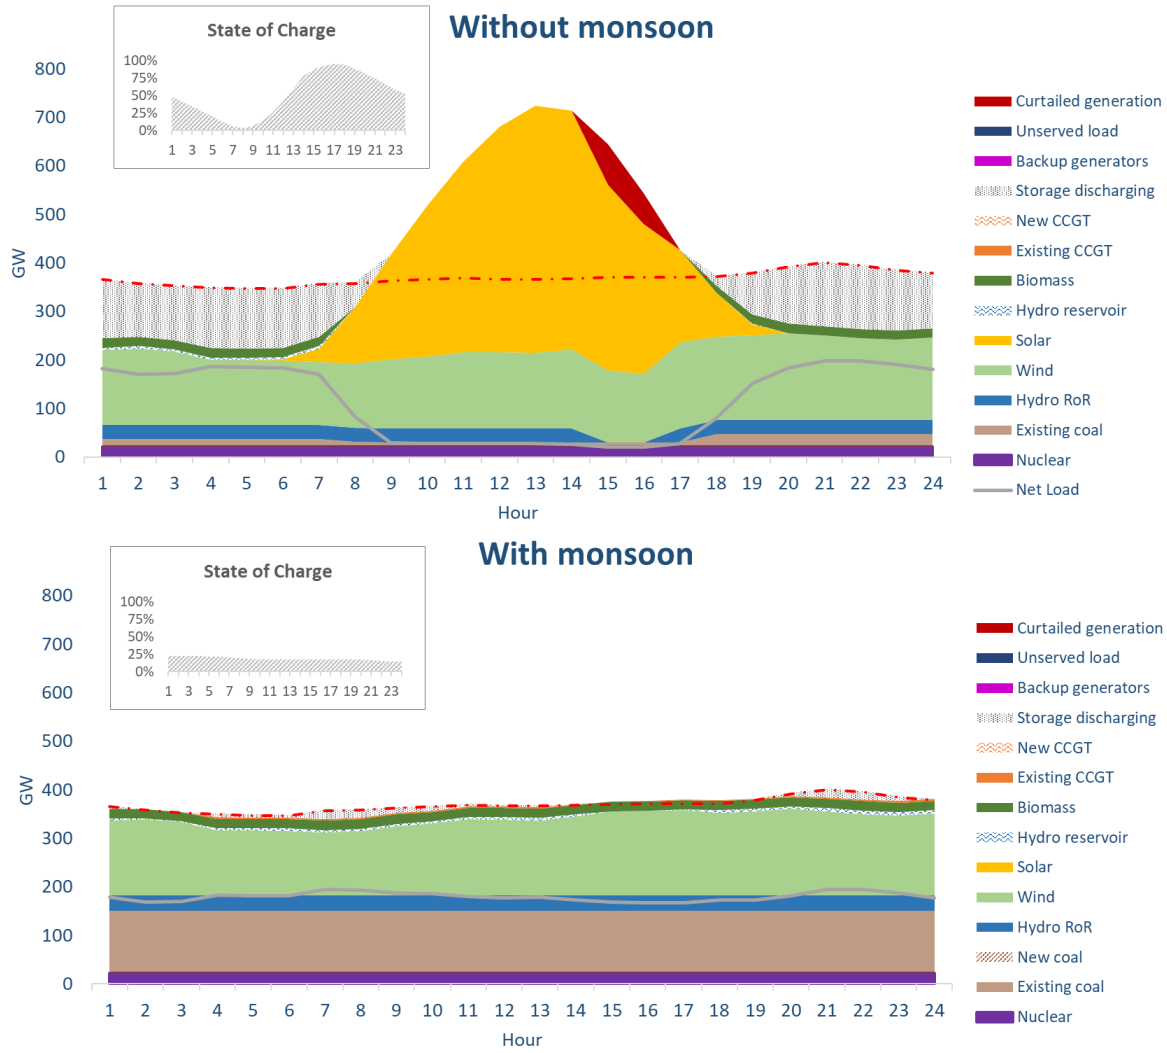 Without monsoon
State of Charge
100%
75%
50%
25%
0%
1 3 5 7 9 11 13 15 17 19 21 23
800
700
600
500
400
300
200
100
0
GW
1 2 3 4 5 6 7 8 9 10 11 12 13 14 15 16 17 18 19 20 21 22 23 24
Hour
Curtailed generation
Unserved load
Backup generators
Storage discharging
New CCGT
Existing CCGT
Biomass
Hydro reservoir
Solar
Wind
Hydro RoR
Existing coal
Nuclear
Net Load
With monsoon
State of Charge
100%
75%
50%
25%
0%
1 3 5 7 9 11 13 15 17 19 21 23
800
700
600
500
400
300
200
100
0
GW
1 2 3 4 5 6 7 8 9 10 11 12 13 14 15 16 17 18 19 20 21 22 23 24
Hour
Curtailed generation
Unserved load
Backup generators
Storage discharging
New CCGT
Existing CCGT
Biomass
Hydro reservoir
Solar
Wind
Hydro RoR
New coal
Existing coal
Nuclear